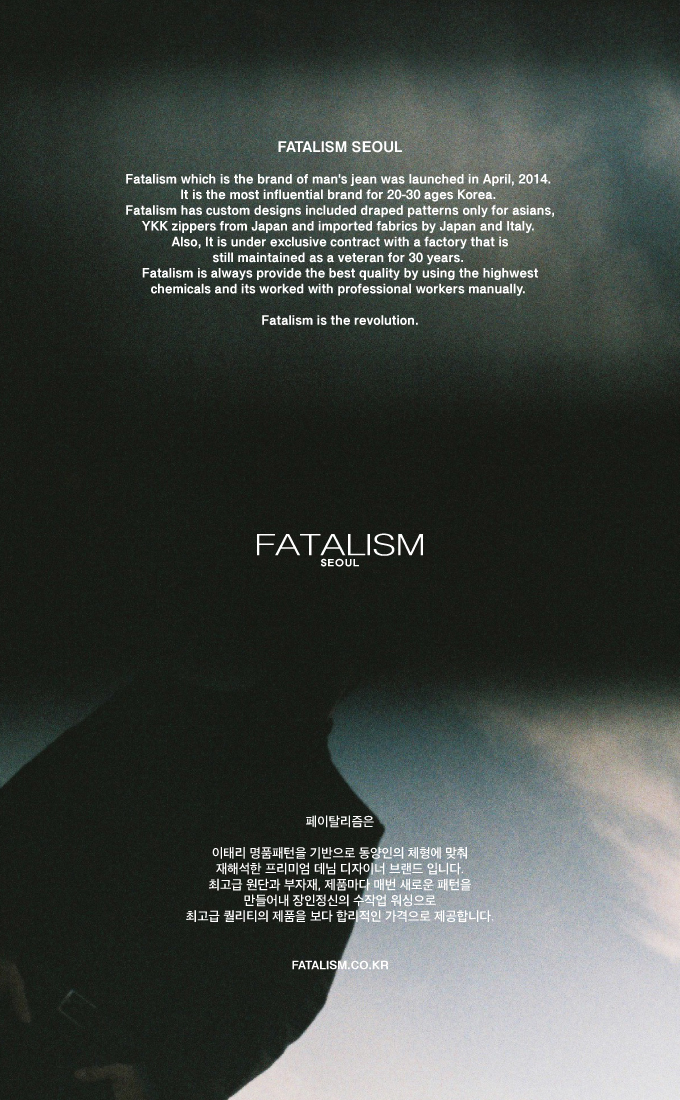 FATALISM SEOUL
Fatalism which is the brand of man's jean was launched in April, 2014.
It is the most influential brand for 20-30 ages Korea.
Fatalism has custom designs included draped patterns only for asians,
YKK zippers from Japan and imported fabrics by Japan and Italy.
Also, It is under exclusive contract with a factory that is
still maintained as a veteran for 30 years.
Fatalism is always provide the best quality by using the highwest
chemicals and its worked with professional workers manually.
Fatalism is the revolution.
FATALISM
SEOUL
페이탈리즘은
이태리 명품패턴을 기반으로 동양인의 체형에 맞춰
재해석한 프리미엄 데님 디자이너 브랜드 입니다.
최고급 원단과 부자재, 제품마다 매번 새로운 패턴을
만들어내 장인정신의 수작업 워싱으로
최고급 퀄리티의 제품을 보다 합리적인 가격으로 제공합니다.
FATALISM.CO.KR